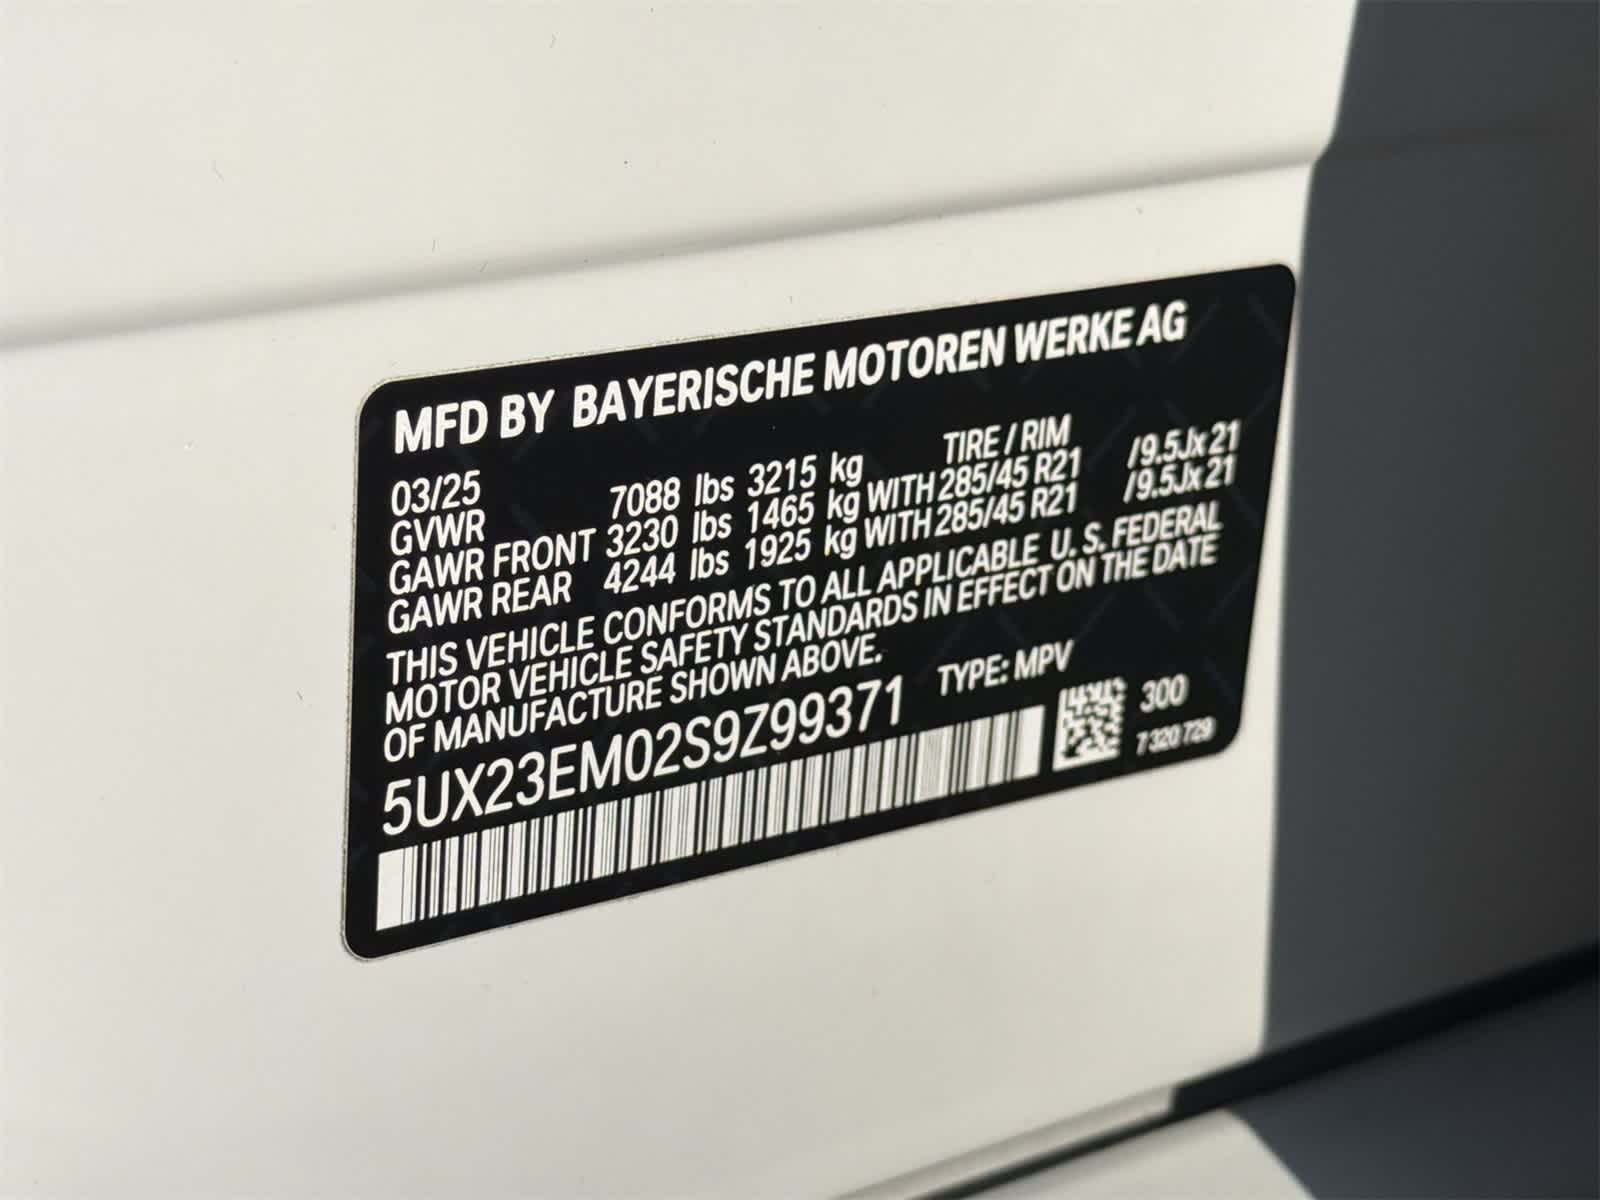 MFD BY BAYERISCHE MOTOREN WERKE AG
03/25 TIRE / RIM
GVWR 7088 lbs 3215 kg
GAWR FRONT 3230 lbs 1465 kg WITH 285/45 R21 /9.5Jx21
GAWR REAR 4244 lbs 1925 kg WITH 285/45 R21 /9.5Jx21
THIS VEHICLE CONFORMS TO ALL APPLICABLE U. S. FEDERAL
MOTOR VEHICLE SAFETY STANDARDS IN EFFECT ON THE DATE
OF MANUFACTURE SHOWN ABOVE.
5UX23EM02S9Z99371 TYPE: MPV
300
7 320 729